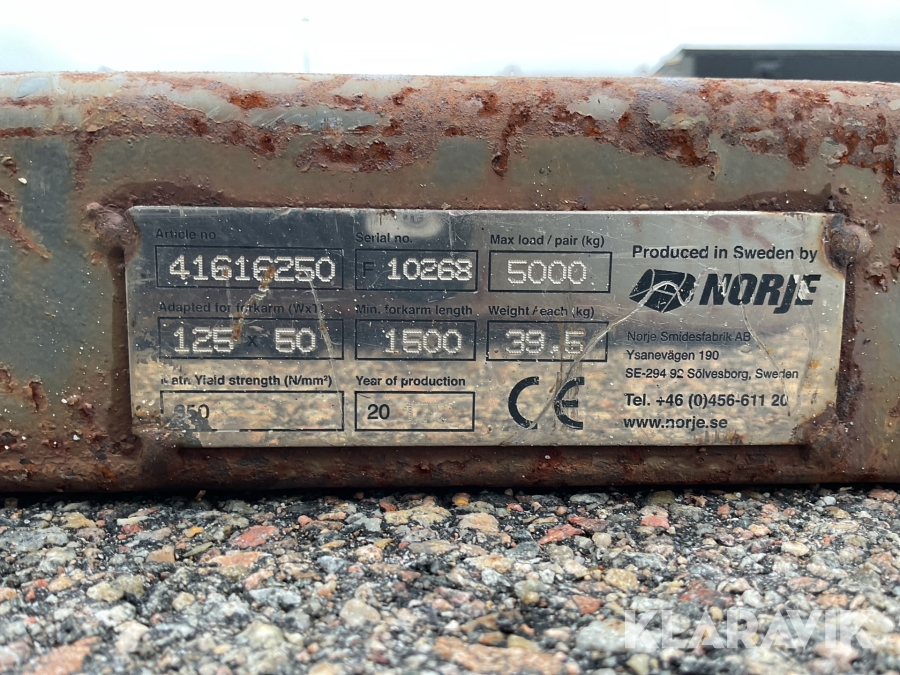 Article no.
41616250
Serial no.
F 10268
Max load / pair (kg)
5000
Adapted for forkarm (WxT)
125 x 50
Min. forkarm length
1500
Weight / each (kg)
39.5
Yield strength (N/mm²)
Year of production
20
CE
Produced in Sweden by
NORJE
Norje Smidesfabrik AB
Ysanevägen 190
SE-294 92 Sölvesborg, Sweden
Tel. +46 (0)456-611 20
www.norje.se
KLARAVIK